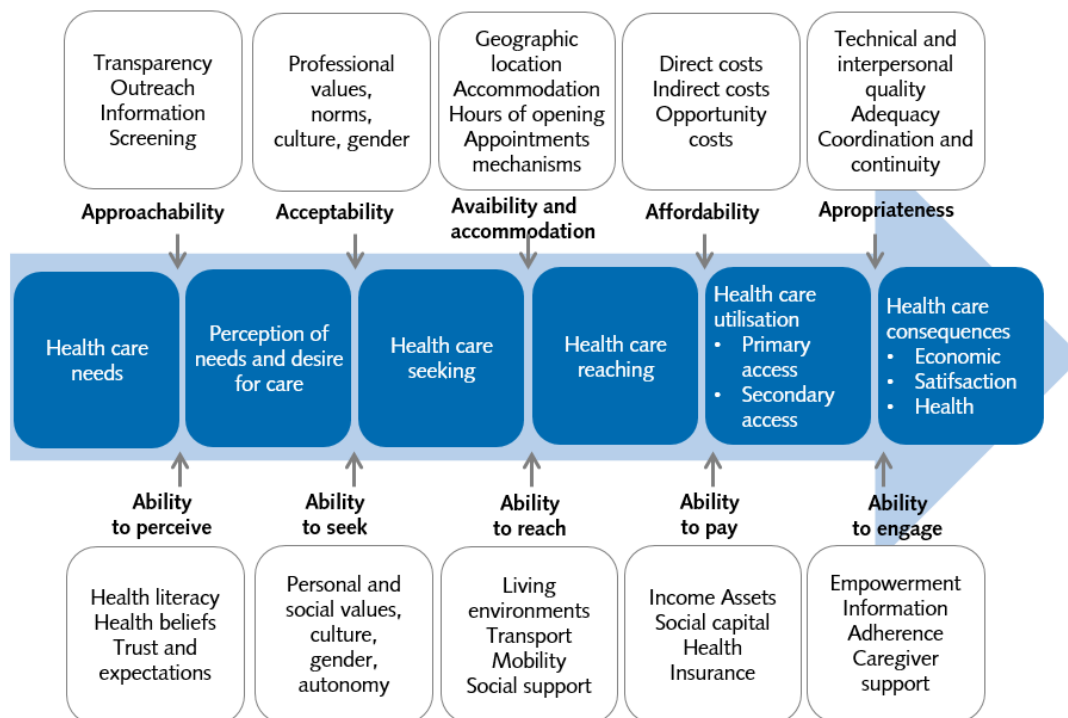 Transparency
Outreach
Information
Screening
Professional
values,
norms,
culture, gender
Geographic
location
Accommodation
Hours of opening
Appointments
mechanisms
Direct costs
Indirect costs
Opportunity
costs
Technical and
interpersonal
quality
Adequacy
Coordination and
continuity
Approachability
Acceptability
Avaibility and
accommodation
Affordability
Apropriateness
Health care
needs
Perception of
needs and desire
for care
Health care
seeking
Health care
reaching
Health care
utilisation
• Primary
access
• Secondary
access
Health care
consequences
• Economic
• Satifsaction
• Health
Ability
to perceive
Ability
to seek
Ability
to reach
Ability
to pay
Ability
to engage
Health literacy
Health beliefs
Trust and
expectations
Personal and
social values,
culture,
gender,
autonomy
Living
environments
Transport
Mobility
Social support
Income Assets
Social capital
Health
Insurance
Empowerment
Information
Adherence
Caregiver
support